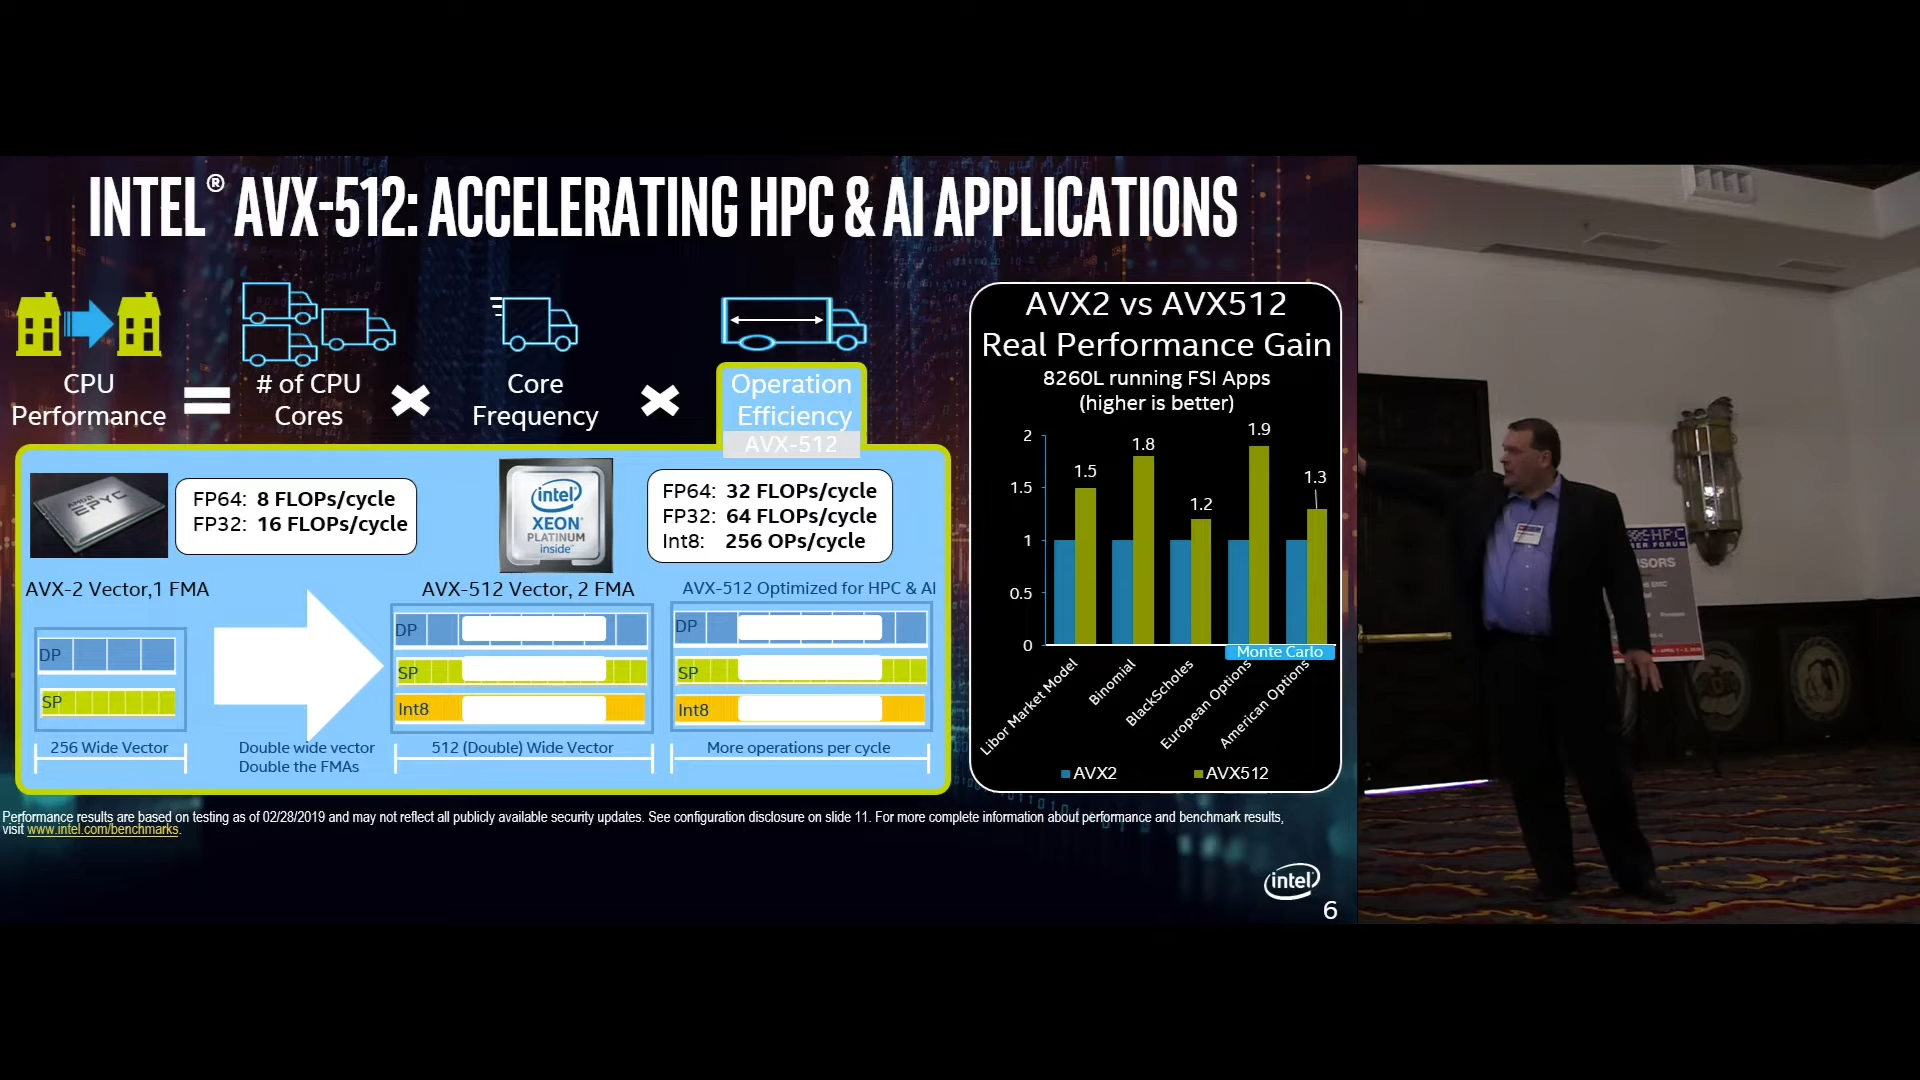 INTEL® AVX-512: ACCELERATING HPC & AI APPLICATIONS
CPU
Performance
# of CPU
Cores
Core
Frequency
Operation
Efficiency
AVX-512
AMD
EPYC
FP64: 8 FLOPs/cycle
FP32: 16 FLOPs/cycle
AVX-2 Vector,1 FMA
DP
SP
256 Wide Vector
Double wide vector
Double the FMAs
intel
XEON®
PLATINUM
inside™
FP64: 32 FLOPs/cycle
FP32: 64 FLOPs/cycle
Int8: 256 OPs/cycle
AVX-512 Vector, 2 FMA
DP
SP
Int8
512 (Double) Wide Vector
AVX-512 Optimized for HPC & AI
DP
SP
Int8
More operations per cycle
AVX2 vs AVX512
Real Performance Gain
8260L running FSI Apps
(higher is better)
2
1.5
1
0.5
0
1.5
1.8
1.2
1.9
1.3
Monte Carlo
Libor Market Model
Binomial
BlackScholes
European Options
American Options
AVX2
AVX512
Performance results are based on testing as of 02/28/2019 and may not reflect all publicly available security updates. See configuration disclosure on slide 11. For more complete information about performance and benchmark results,
visit www.intel.com/benchmarks.
intel
6
HPC